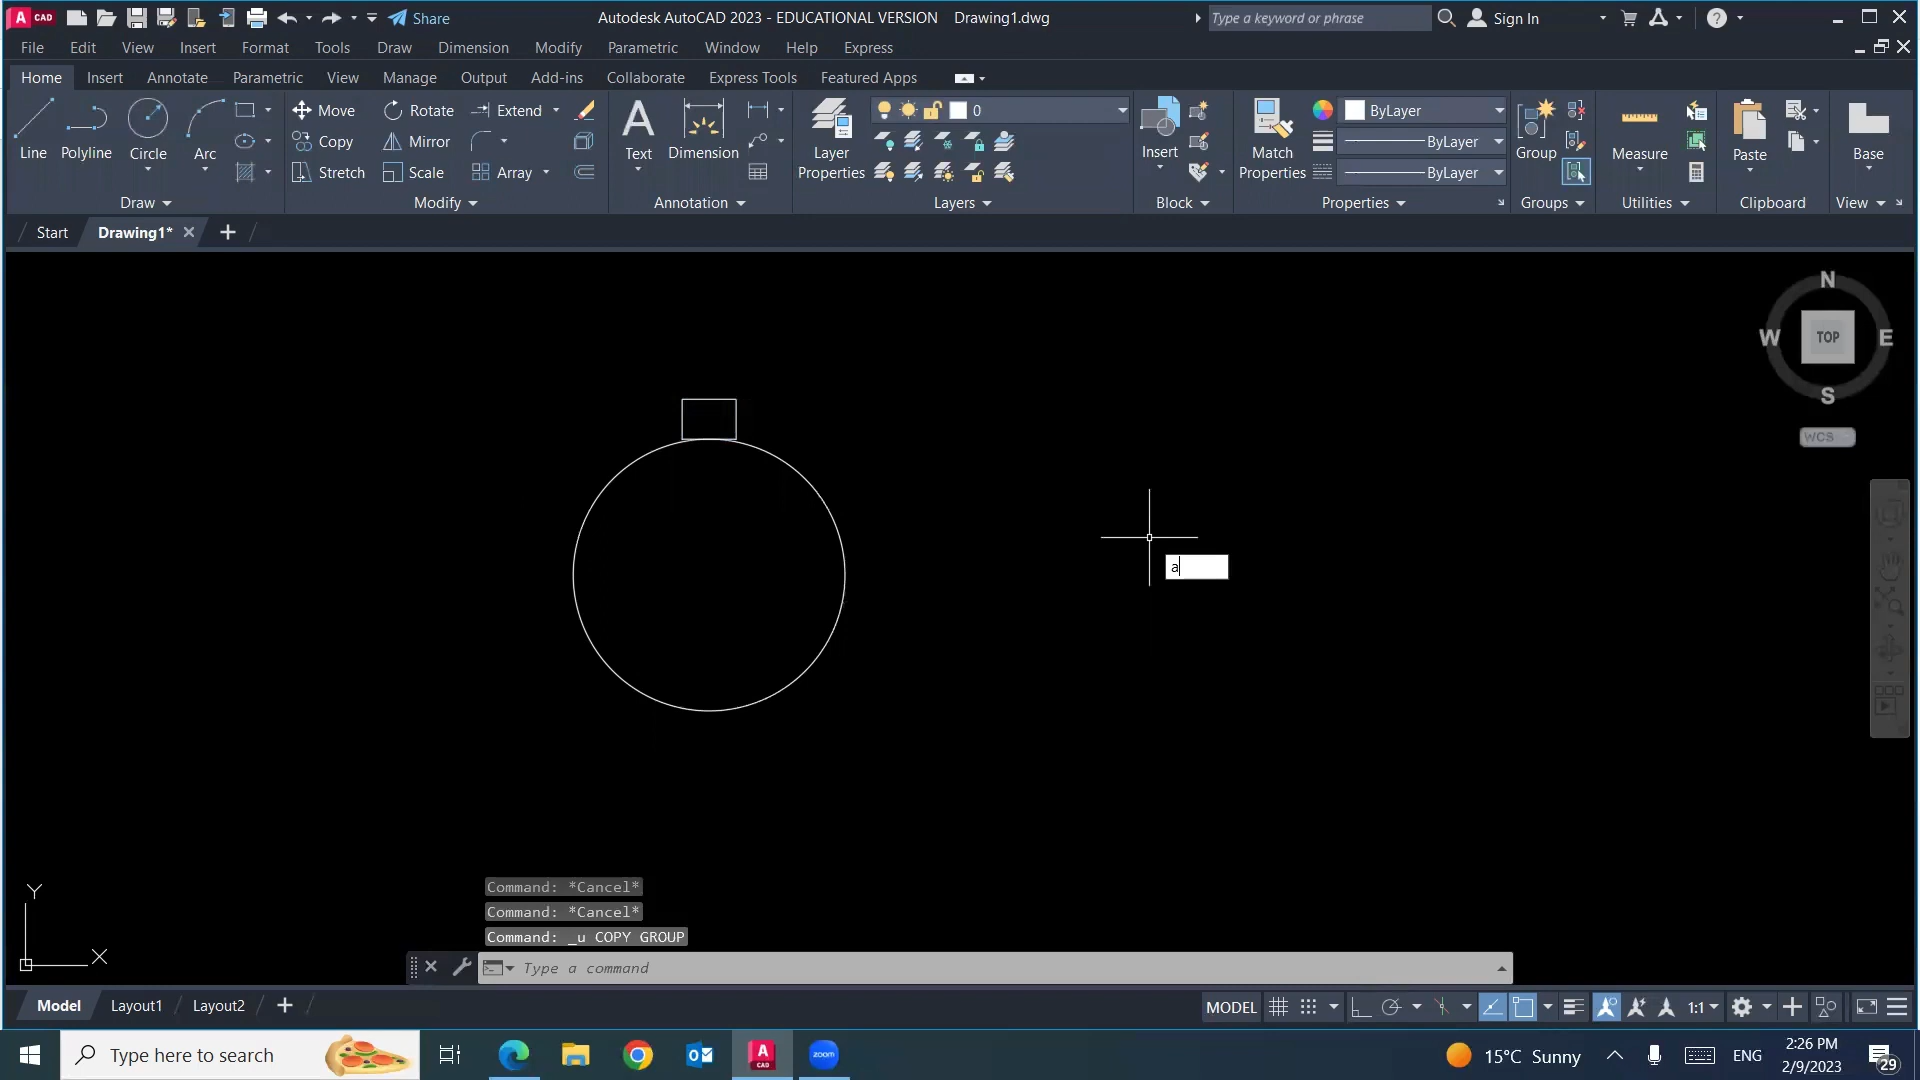 A CAD Share Autodesk AutoCAD 2023 - EDUCATIONAL VERSION Drawing1.dwg Type a keyword or phrase Sign In
File Edit View Insert Format Tools Draw Dimension Modify Parametric Window Help Express
Home Insert Annotate Parametric View Manage Output Add-ins Collaborate Express Tools Featured Apps
Move Rotate Extend 0 ByLayer
Line Polyline Circle Arc Copy Mirror Text Dimension Layer Properties Insert Match Properties ByLayer Group Measure Paste Base
Stretch Scale Array ByLayer
Draw Modify Annotation Layers Block Properties Groups Utilities Clipboard View
Start Drawing1*
N
W TOP E
S
WCS
a
Command: *Cancel*
Command: *Cancel*
Command: _u COPY GROUP
Y
X
Type a command
Model Layout1 Layout2 MODEL 1:1
Type here to search A CAD zoom 15°C Sunny ENG 2:26 PM
2/9/2023 29